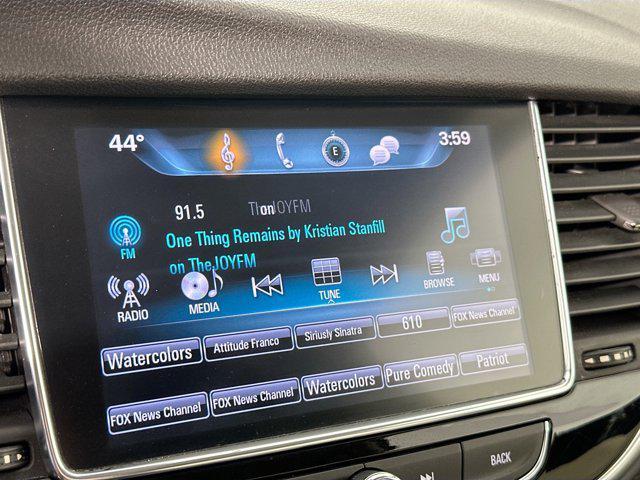 44°
E
3:59
91.5
JOYFM
on
One Thing Remains by Kristian Stanfill
on TheJOYFM
FM
RADIO
MEDIA
TUNE
BROWSE
MENU
Watercolors
Attitude Franco
Siriusly Sinatra
610
FOX News Channel
FOX News Channel
FOX News Channel
Watercolors
Pure Comedy
Patriot
BACK